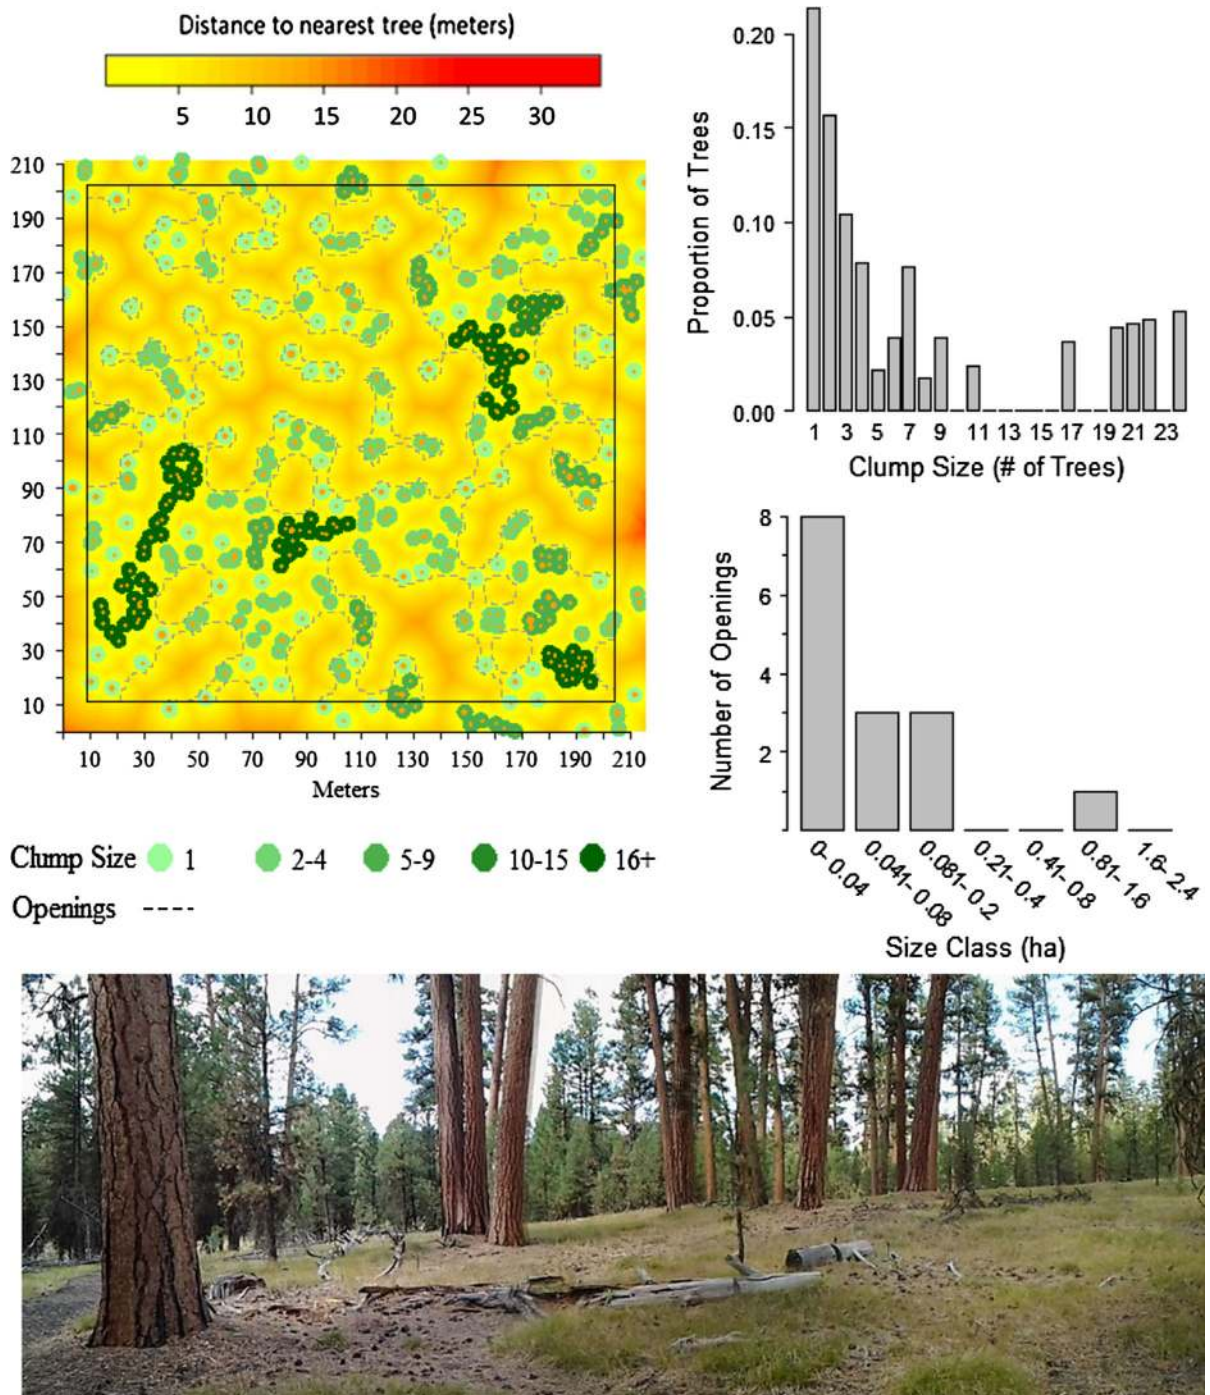 Distance to nearest tree (meters)
5 10 15 20 25 30
210
190
170
150
130
110
90
70
50
30
10
10 30 50 70 90 110 130 150 170 190 210
Meters
Clump Size 1 2-4 5-9 10-15 16+
Openings
Proportion of Trees
0.20
0.15
0.10
0.05
0.00
1 3 5 7 9 11 13 15 17 19 21 23
Clump Size (# of Trees)
Number of Openings
8
6
4
2
0-0.04
0.041-0.08
0.081-0.2
0.21-0.4
0.41-0.8
0.81-1.6
1.6-2.4
Size Class (ha)